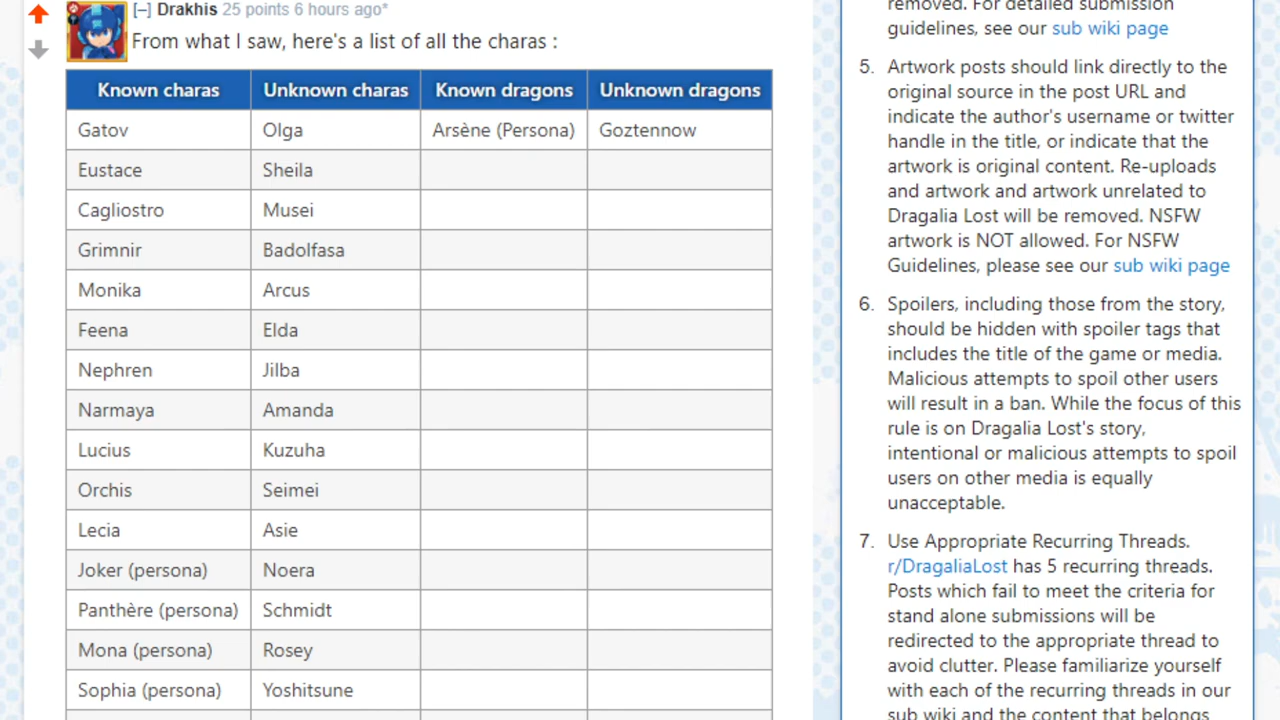 [–] Drakhis 25 points 6 hours ago*
From what I saw, here's a list of all the charas :
Known charas Unknown charas Known dragons Unknown dragons
Gatov Olga Arsène (Persona) Goztennow
Eustace Sheila
Cagliostro Musei
Grimnir Badolfasa
Monika Arcus
Feena Elda
Nephren Jilba
Narmaya Amanda
Lucius Kuzuha
Orchis Seimei
Lecia Asie
Joker (persona) Noera
Panthère (persona) Schmidt
Mona (persona) Rosey
Sophia (persona) Yoshitsune
removed. For detailed submission
guidelines, see our sub wiki page
5. Artwork posts should link directly to the
original source in the post URL and
indicate the author's username or twitter
handle in the title, or indicate that the
artwork is original content. Re-uploads
and artwork and artwork unrelated to
Dragalia Lost will be removed. NSFW
artwork is NOT allowed. For NSFW
Guidelines, please see our sub wiki page
6. Spoilers, including those from the story,
should be hidden with spoiler tags that
includes the title of the game or media.
Malicious attempts to spoil other users
will result in a ban. While the focus of this
rule is on Dragalia Lost's story,
intentional or malicious attempts to spoil
users on other media is equally
unacceptable.
7. Use Appropriate Recurring Threads.
r/DragaliaLost has 5 recurring threads.
Posts which fail to meet the criteria for
stand alone submissions will be
redirected to the appropriate thread to
avoid clutter. Please familiarize yourself
with each of the recurring threads in our
sub wiki and the content that belongs